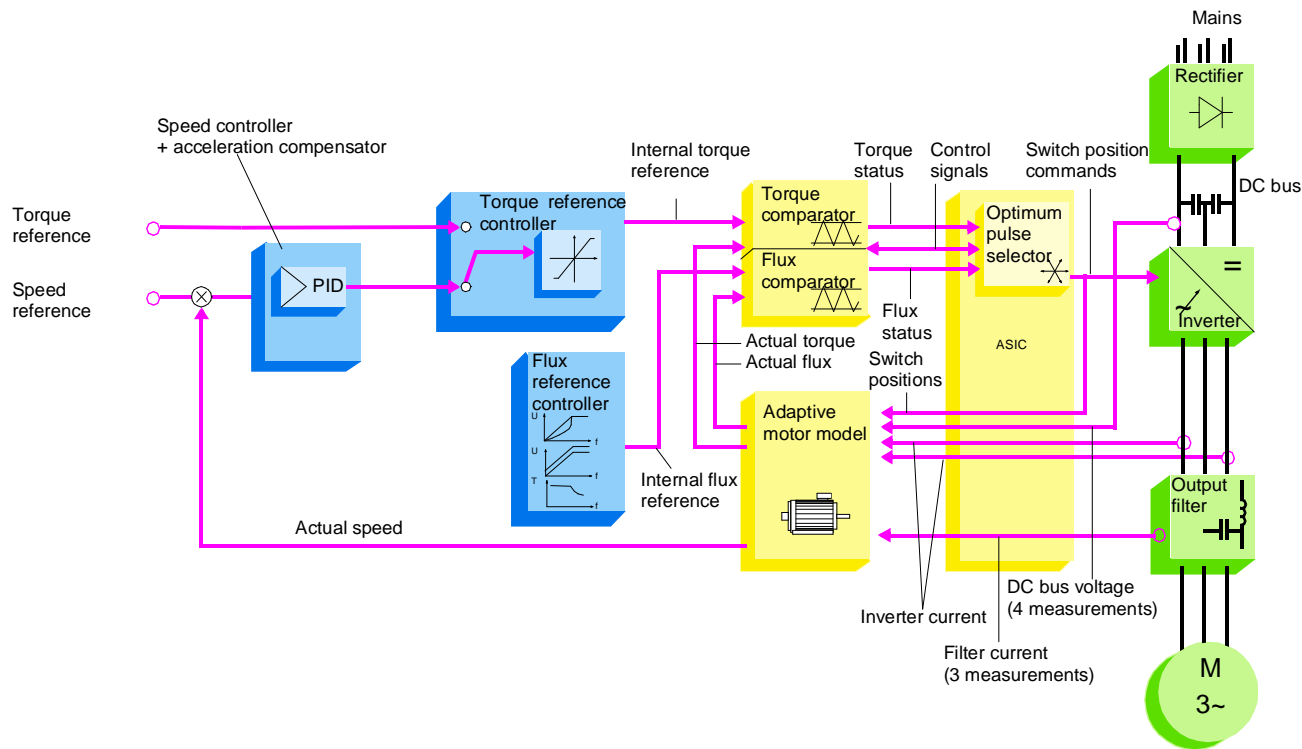 Mains
Rectifier
DC bus
Speed controller
+ acceleration compensator
Internal torque
reference
Torque
status
Control
signals
Switch position
commands
Torque
reference
Torque reference
controller
Torque
comparator
Optimum
pulse
selector
Speed
reference
PID
Flux
comparator
=
~
Inverter
Flux
status
Actual torque
Actual flux
ASIC
Switch
positions
Flux
reference
controller
U
f
U
f
T
f
Adaptive
motor model
Internal flux
reference
Output
filter
Actual speed
DC bus voltage
(4 measurements)
Inverter current
Filter current
(3 measurements)
M
3~